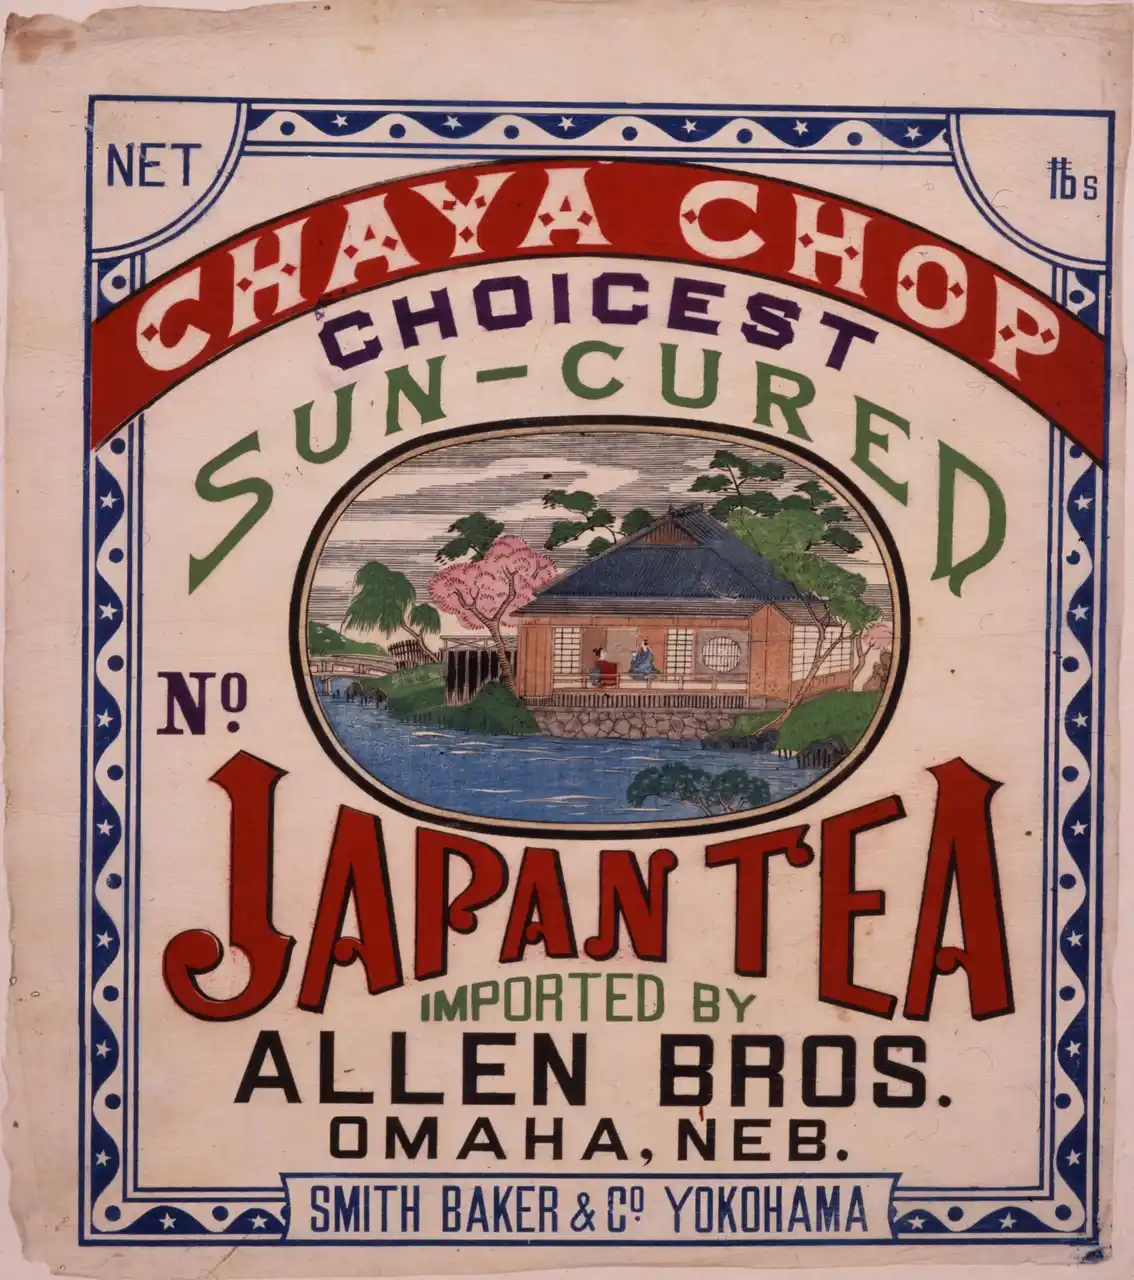 NET
lbs
CHAYA CHOP
CHOICEST
SUN-CURED
No
JAPAN TEA
IMPORTED BY
ALLEN BROS.
OMAHA, NEB.
SMITH BAKER & Co YOKOHAMA